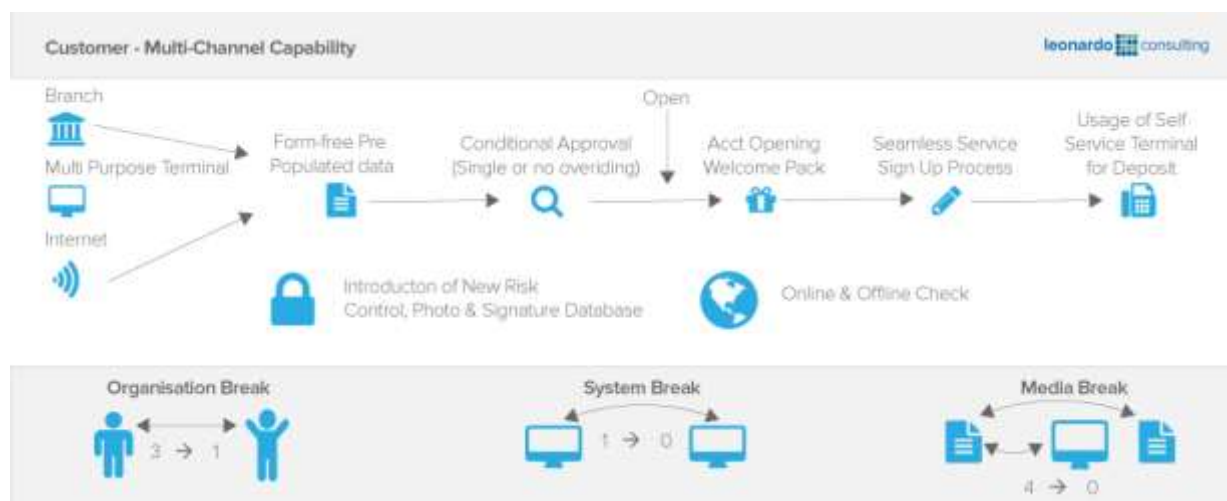 Customer - Multi-Channel Capability
leonardo consulting
Branch
Multi Purpose Terminal
Internet
Form-free Pre
Populated data
Conditional Approval
(Single or no overiding)
Open
Acct Opening
Welcome Pack
Seamless Service
Sign Up Process
Usage of Self
Service Terminal
for Deposit
Introducton of New Risk
Control, Photo & Signature Database
Online & Offline Check
Organisation Break
3 → 1
System Break
1 → 0
Media Break
4 → 0